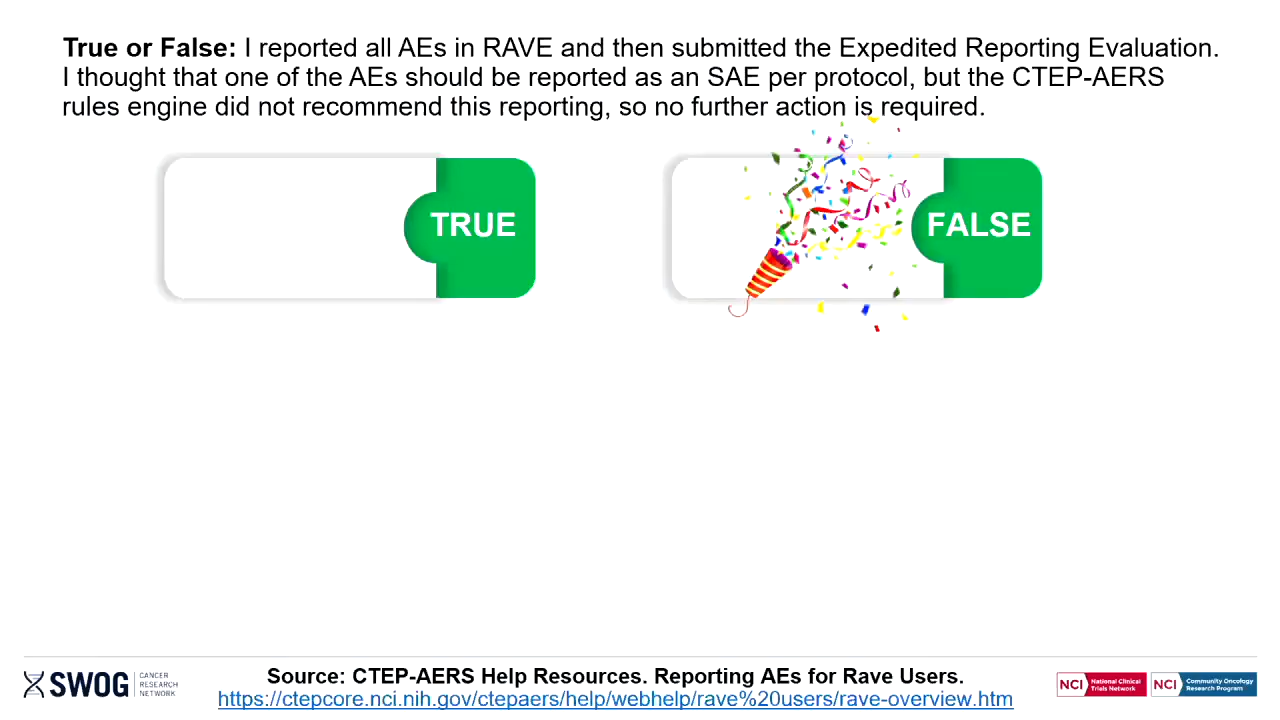 True or False: I reported all AEs in RAVE and then submitted the Expedited Reporting Evaluation.
I thought that one of the AEs should be reported as an SAE per protocol, but the CTEP-AERS
rules engine did not recommend this reporting, so no further action is required.
TRUE
FALSE
SWOG
CANCER
RESEARCH
NETWORK
Source: CTEP-AERS Help Resources. Reporting AEs for Rave Users.
https://ctepcore.nci.nih.gov/ctepaers/help/webhelp/rave%20users/rave-overview.htm
NCI National Clinical
Trials Network
NCI Community Oncology
Research Program